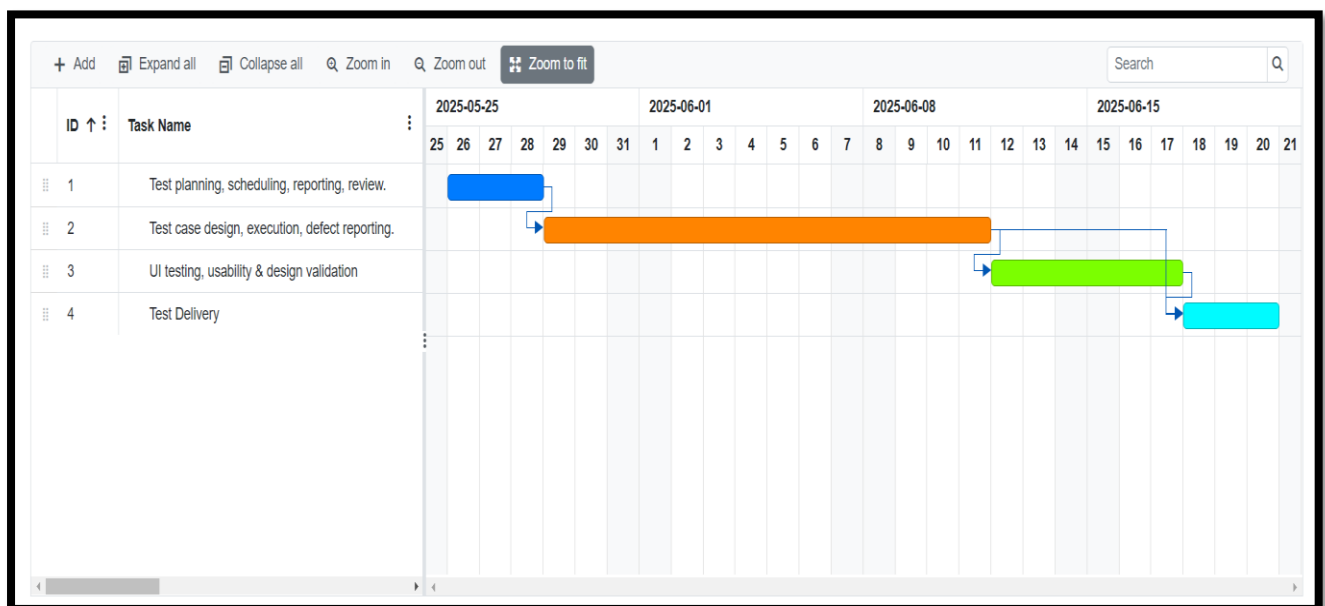 Add Expand all Collapse all Zoom in Zoom out Zoom to fit Search
2025-05-25 2025-06-01 2025-06-08 2025-06-15
ID Task Name
25 26 27 28 29 30 31 1 2 3 4 5 6 7 8 9 10 11 12 13 14 15 16 17 18 19 20 21
1 Test planning, scheduling, reporting, review.
2 Test case design, execution, defect reporting.
3 UI testing, usability & design validation
4 Test Delivery